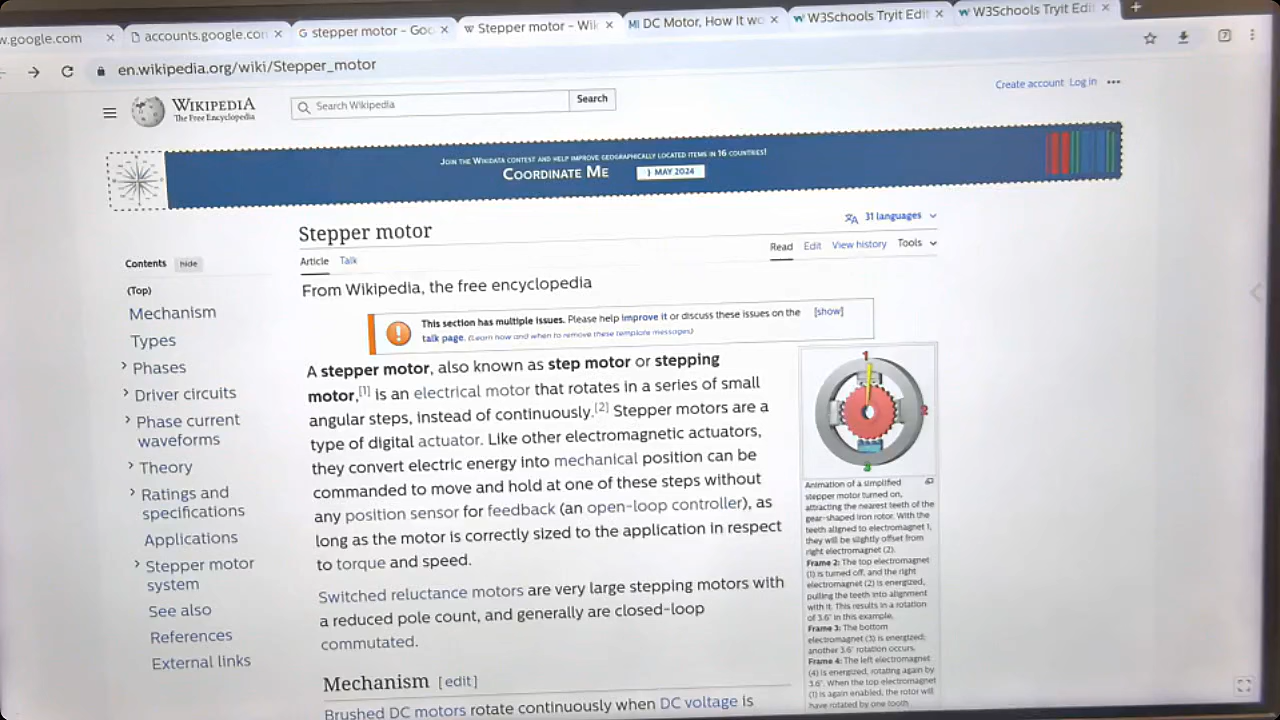 w.google.com
accounts.google.con
G stepper motor - Goo
W Stepper motor - Wik
MI DC Motor, How It wo
W3Schools Tryit Edit
W3Schools Tryit Edit
en.wikipedia.org/wiki/Stepper_motor
WIKIPEDIA
The Free Encyclopedia
Search Wikipedia
Search
Create account Log in
JOIN THE WIKIDATA CONTEST AND HELP IMPROVE GEOGRAPHICALLY LOCATED ITEMS IN 16 COUNTRIES!
COORDINATE ME
MAY 2024
Stepper motor
31 languages
Article Talk
Read Edit View history Tools
From Wikipedia, the free encyclopedia
Contents hide
(Top)
Mechanism
Types
Phases
Driver circuits
Phase current
waveforms
Theory
Ratings and
specifications
Applications
Stepper motor
system
See also
References
External links
This section has multiple issues. Please help improve it or discuss these issues on the [show]
talk page. (Learn how and when to remove these template messages)
A stepper motor, also known as step motor or stepping
motor,[1] is an electrical motor that rotates in a series of small
angular steps, instead of continuously.[2] Stepper motors are a
type of digital actuator. Like other electromagnetic actuators,
they convert electric energy into mechanical position can be
commanded to move and hold at one of these steps without
any position sensor for feedback (an open-loop controller), as
long as the motor is correctly sized to the application in respect
to torque and speed.
Switched reluctance motors are very large stepping motors with
a reduced pole count, and generally are closed-loop
commutated.
Mechanism [edit]
Brushed DC motors rotate continuously when DC voltage is
1
2
3
Animation of a simplified
stepper motor turned on,
attracting the nearest teeth of the
gear-shaped iron rotor. With the
teeth aligned to electromagnet 1,
they will be slightly offset from
right electromagnet (2).
Frame 2: The top electromagnet
(1) is turned off, and the right
electromagnet (2) is energized,
pulling the teeth into alignment
with it. This results in a rotation
of 3.6° in this example.
Frame 3: The bottom
electromagnet (3) is energized;
another 3.6° rotation occurs.
Frame 4: The left electromagnet
(4) is energized, rotating again by
3.6°. When the top electromagnet
(1) is again enabled, the rotor will
have rotated by one tooth